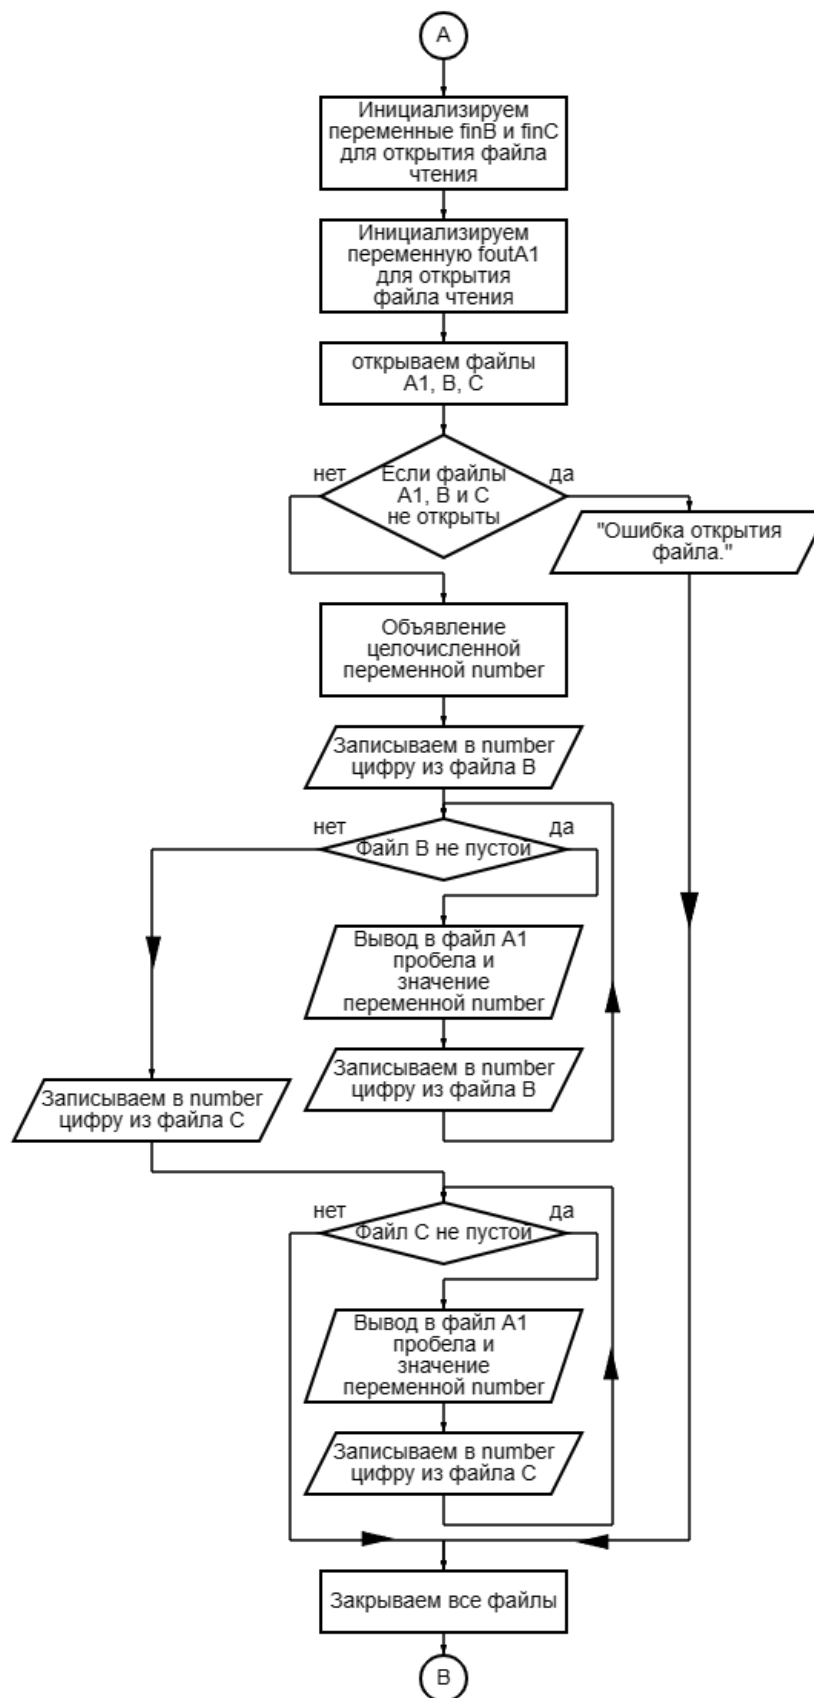 A
Инициализируем
переменные finB и finC
для открытия файла
чтения
Инициализируем
переменную foutA1
для открытия
файла чтения
открываем файлы
A1, B, C
нет
Если файлы
A1, B и C
не открыты
да
"Ошибка открытия
файла."
Объявление
целочисленной
переменной number
Записываем в number
цифру из файла B
нет
Файл B не пустой
да
Вывод в файл A1
пробела и
значение
переменной number
Записываем в number
цифру из файла B
Записываем в number
цифру из файла C
нет
Файл C не пустой
да
Вывод в файл A1
пробела и
значение
переменной number
Записываем в number
цифру из файла C
Закрываем все файлы
B